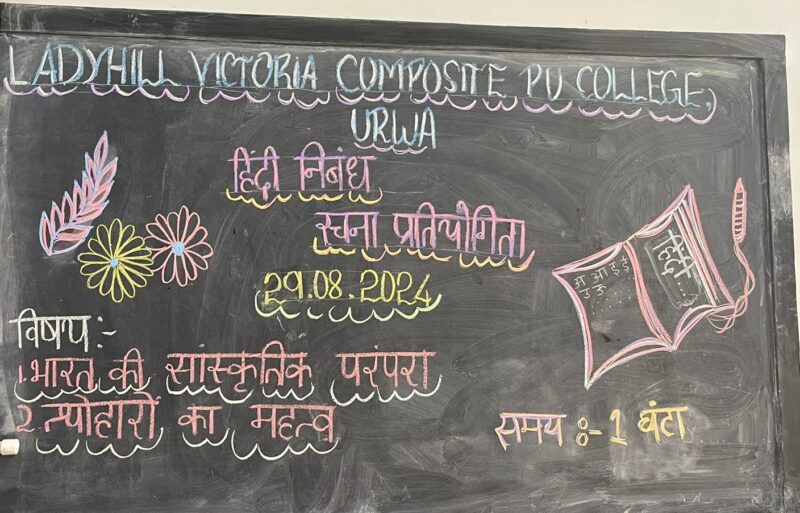 LADYHILL VICTORIA COMPOSITE PU COLLEGE,
URWA
हिंदी निबंध
रचना प्रतियोगिता
29.08.2024
विषय:-
1. भारत की सांस्कृतिक परंपरा
2 त्योहारों का महत्व
समय :- 1 घंटा
हिंदी...
अ आ इ ई
उ ऊ....